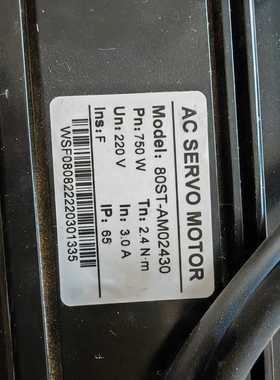 AC SERVO MOTOR
Model: 80ST-AM02430
Pn: 750 W Tn: 2.4 N·m
Un: 220 V In: 3.0 A
Ins: F IP: 65
WSF0808222220301335